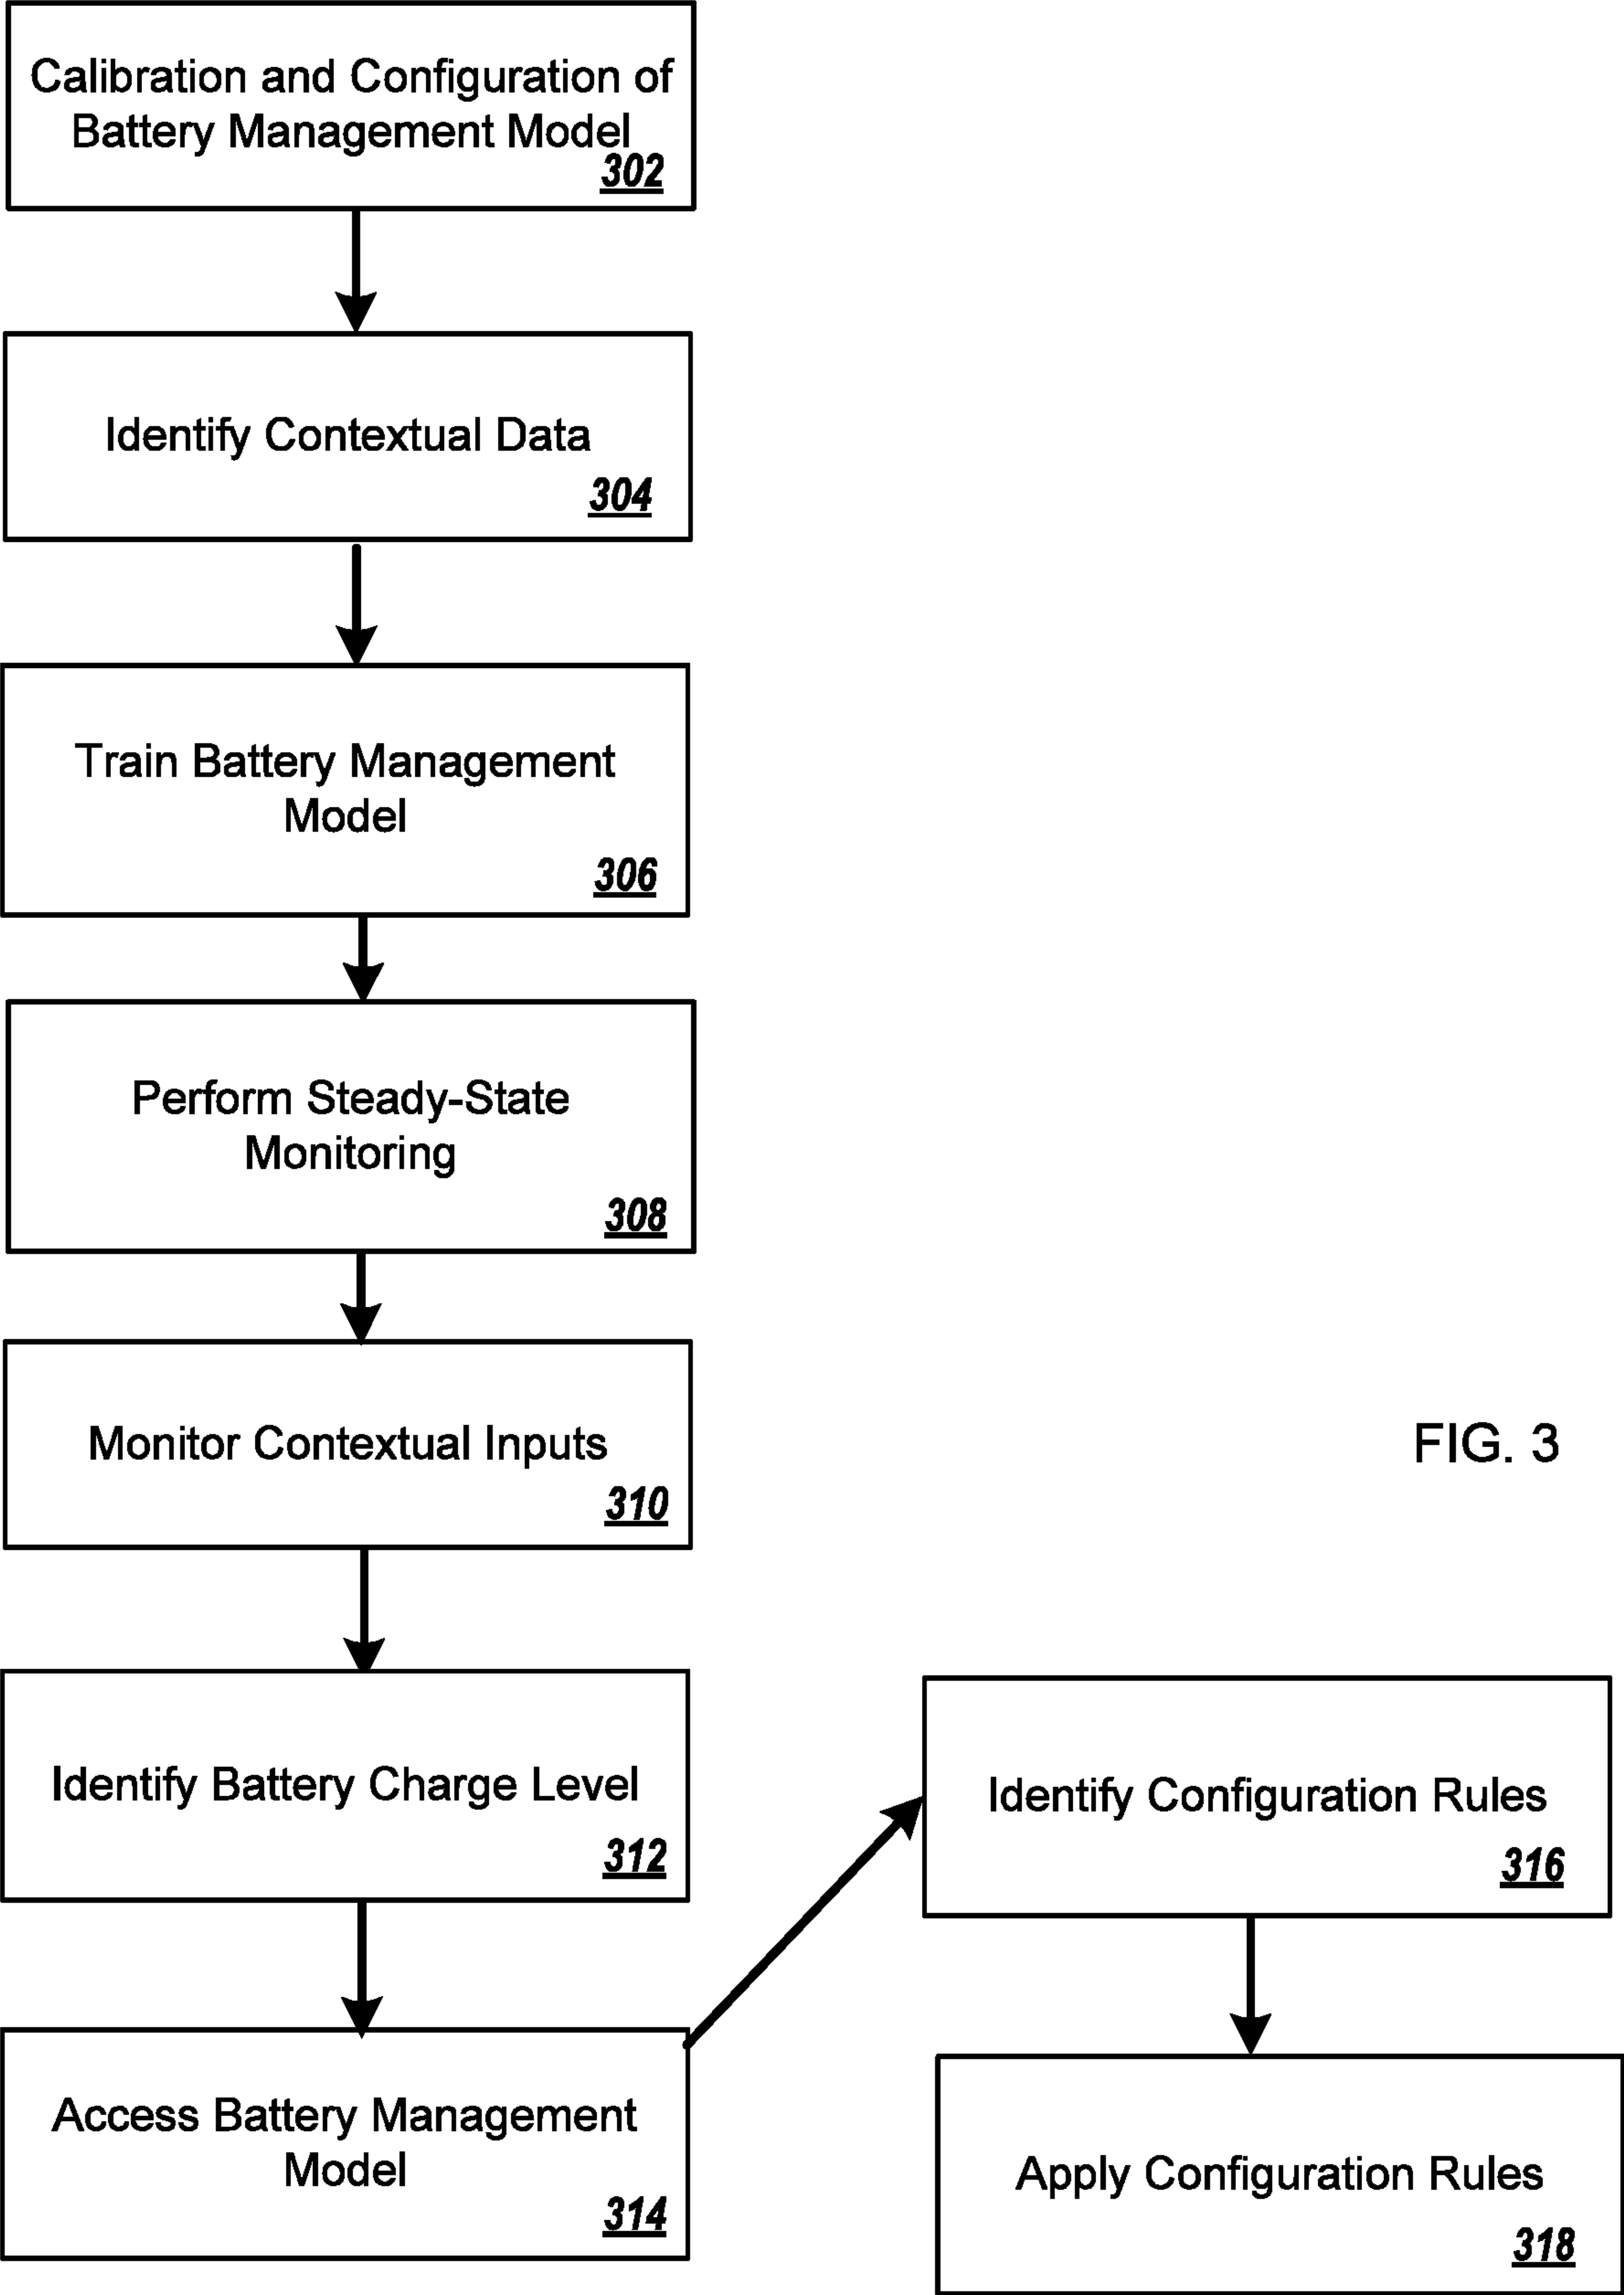 Calibration and Configuration of
Battery Management Model
302
Identify Contextual Data
304
Train Battery Management
Model
306
Perform Steady-State
Monitoring
308
Monitor Contextual Inputs
310
Identify Battery Charge Level
312
Access Battery Management
Model
314
Identify Configuration Rules
316
Apply Configuration Rules
318
FIG. 3